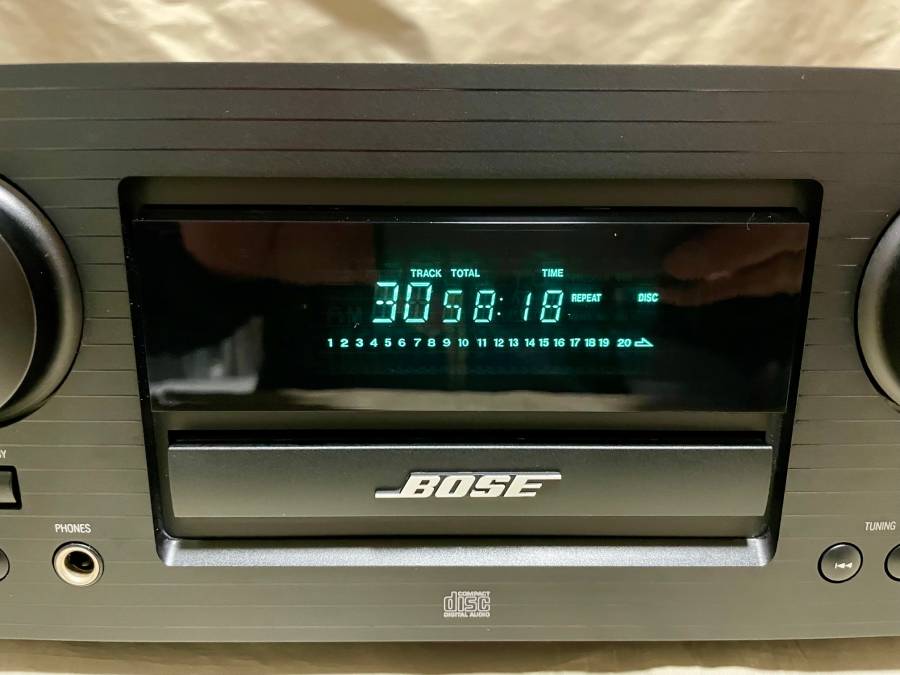 TRACK TOTAL TIME
30 58:18 REPEAT DISC
1 2 3 4 5 6 7 8 9 10 11 12 13 14 15 16 17 18 19 20
BOSE
PHONES
TUNING
COMPACT
disc
DIGITAL AUDIO